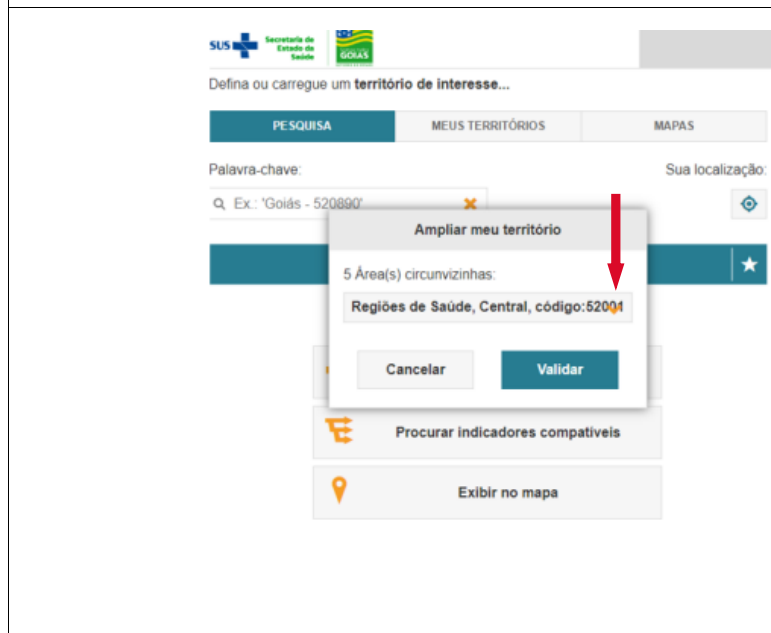 SUS
Secretaria de
Estado da
Saúde
GOIÁS
Defina ou carregue um território de interesse...
PESQUISA MEUS TERRITÓRIOS MAPAS
Palavra-chave: Sua localização:
Ex.: 'Goiás - 520890'
Ampliar meu território
5 Área(s) circunvizinhas:
Regiões de Saúde, Central, código:52001
Cancelar Validar
Procurar indicadores compatíveis
Exibir no mapa